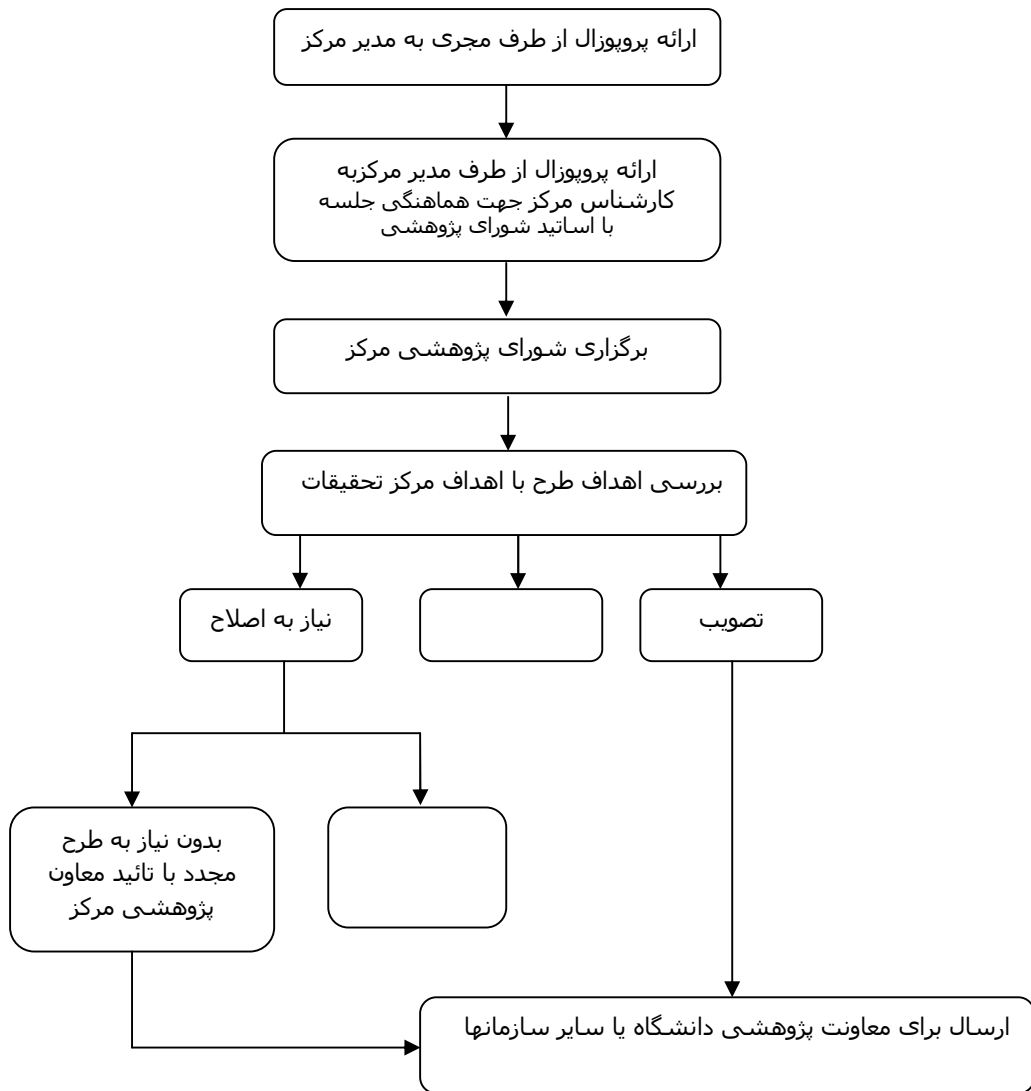 ارائه پروپوزال از طرف مجری به مدیر مرکز
ارائه پروپوزال از طرف مدیر مرکزبه
کارشناس مرکز جهت هماهنگی جلسه
با اساتید شورای پژوهشی
برگزاری شورای پژوهشی مرکز
بررسی اهداف طرح با اهداف مرکز تحقیقات
تصویب
نیاز به اصلاح
بدون نیاز به طرح
مجدد با تائید معاون
پژوهشی مرکز
ارسال برای معاونت پژوهشی دانشگاه یا سایر سازمانها